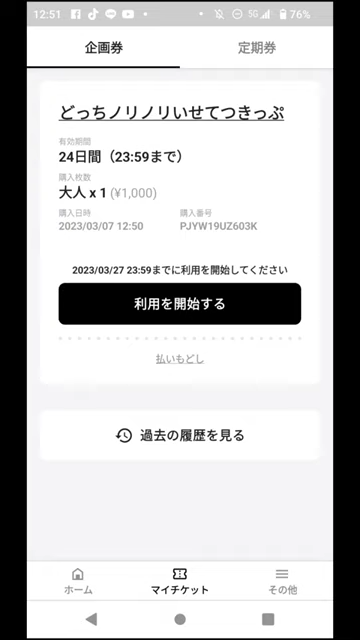 12:51 5G 76%
企画券 定期券
どっちノリノリいせてつきっぷ
有効期間
24日間（23:59まで）
購入枚数
大人 x 1 (¥1,000)
購入日時 購入番号
2023/03/07 12:50 PJYW19UZ603K
2023/03/27 23:59までに利用を開始してください
利用を開始する
払いもどし
過去の履歴を見る
ホーム マイチケット その他